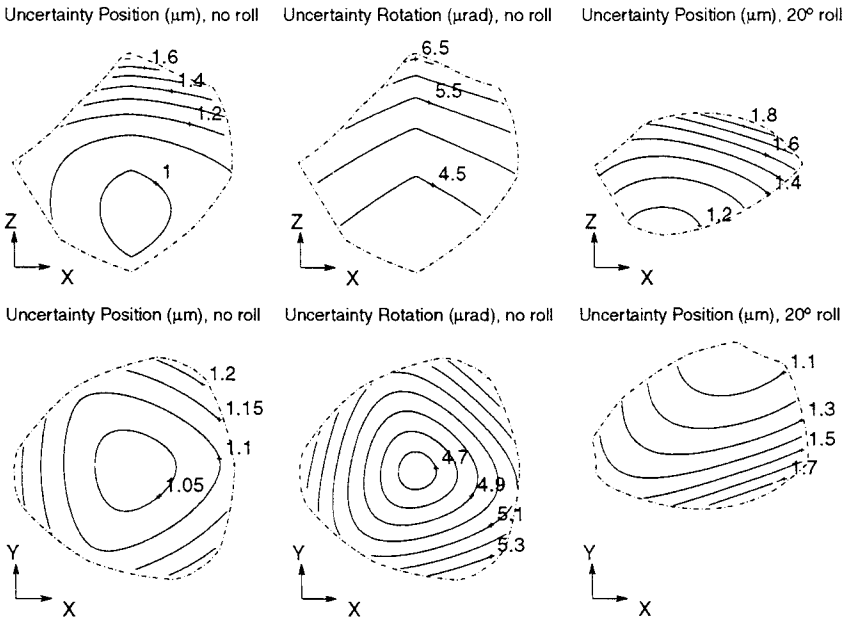 Uncertainty Position (μm), no roll
Uncertainty Rotation (μrad), no roll
Uncertainty Position (μm), 20º roll
1.6
1.4
1.2
1
Z
X
6.5
5.5
4.5
Z
X
1.8
1.6
1.4
1.2
Z
X
Uncertainty Position (μm), no roll
Uncertainty Rotation (μrad), no roll
Uncertainty Position (μm), 20º roll
1.2
1.15
1.1
1.05
Y
X
4.7
4.9
5.1
5.3
Y
X
1.1
1.3
1.5
1.7
Y
X